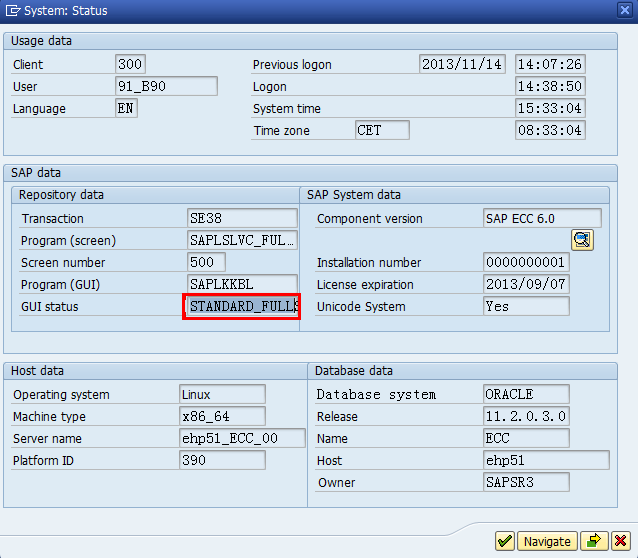 System: Status
Usage data
Client 300 Previous logon 2013/11/14 14:07:26
User 91_B90 Logon 14:38:50
Language EN System time 15:33:04
Time zone CET 08:33:04
SAP data
Repository data SAP System data
Transaction SE38 Component version SAP ECC 6.0
Program (screen) SAPLSLVC_FUL...
Screen number 500 Installation number 0000000001
Program (GUI) SAPLKKBL License expiration 2013/09/07
GUI status STANDARD_FULLS Unicode System Yes
Host data Database data
Operating system Linux Database system ORACLE
Machine type x86_64 Release 11.2.0.3.0
Server name ehp51_ECC_00 Name ECC
Platform ID 390 Host ehp51
Owner SAPSR3
Navigate